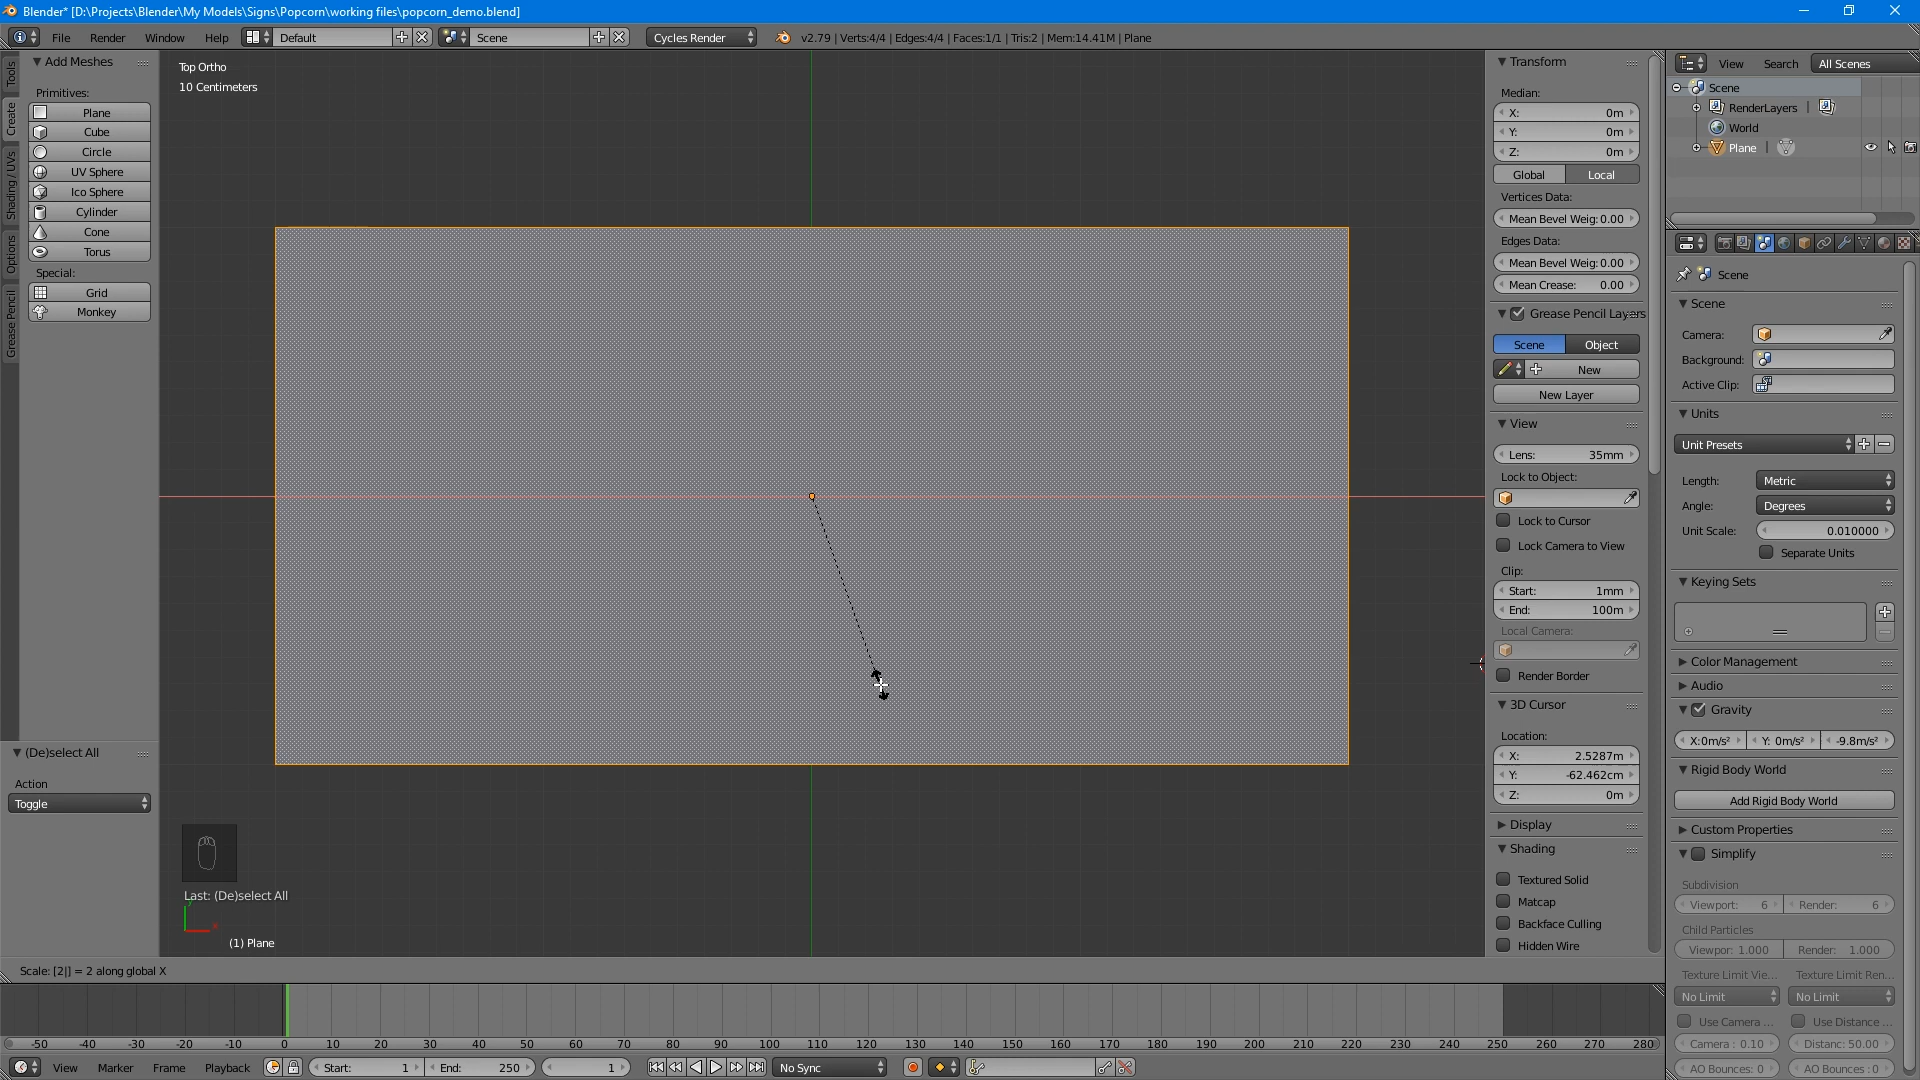 Blender* [D:\Projects\Blender\My Models\Signs\Popcorn\working files\popcorn_demo.blend]
File Render Window Help Default Scene Cycles Render v2.79 | Verts:4/4 | Edges:4/4 | Faces:1/1 | Tris:2 | Mem:14.41M | Plane
Tools
Create
Shading / UVs
Options
Grease Pencil
Add Meshes
Primitives:
Plane
Cube
Circle
UV Sphere
Ico Sphere
Cylinder
Cone
Torus
Special:
Grid
Monkey
(De)select All
Action
Toggle
Top Ortho
10 Centimeters
Last: (De)select All
(1) Plane
Scale: [2|] = 2 along global X
Transform
Median:
X: 0m
Y: 0m
Z: 0m
Global Local
Vertices Data:
Mean Bevel Weig: 0.00
Edges Data:
Mean Bevel Weig: 0.00
Mean Crease: 0.00
Grease Pencil Layers
Scene Object
New
New Layer
View
Lens: 35mm
Lock to Object:
Lock to Cursor
Lock Camera to View
Clip:
Start: 1mm
End: 100m
Local Camera:
Render Border
3D Cursor
Location:
X: 2.5287m
Y: -62.462cm
Z: 0m
Display
Shading
Textured Solid
Matcap
Backface Culling
Hidden Wire
View Search All Scenes
Scene
RenderLayers |
World
Plane |
Scene
Scene
Camera:
Background:
Active Clip:
Units
Unit Presets
Length: Metric
Angle: Degrees
Unit Scale: 0.010000
Separate Units
Keying Sets
Color Management
Audio
Gravity
X:0m/s² Y: 0m/s² -9.8m/s²
Rigid Body World
Add Rigid Body World
Custom Properties
Simplify
Subdivision
Viewport: 6 Render: 6
Child Particles
Viewpor: 1.000 Render: 1.000
Texture Limit Vie... Texture Limit Ren...
No Limit No Limit
Use Camera ... Use Distance ...
Camera : 0.10 Distanc: 50.00
AO Bounces: 0 AO Bounces : 0
-50 -40 -30 -20 -10 0 10 20 30 40 50 60 70 80 90 100 110 120 130 140 150 160 170 180 190 200 210 220 230 240 250 260 270 280
View Marker Frame Playback Start: 1 End: 250 1 No Sync